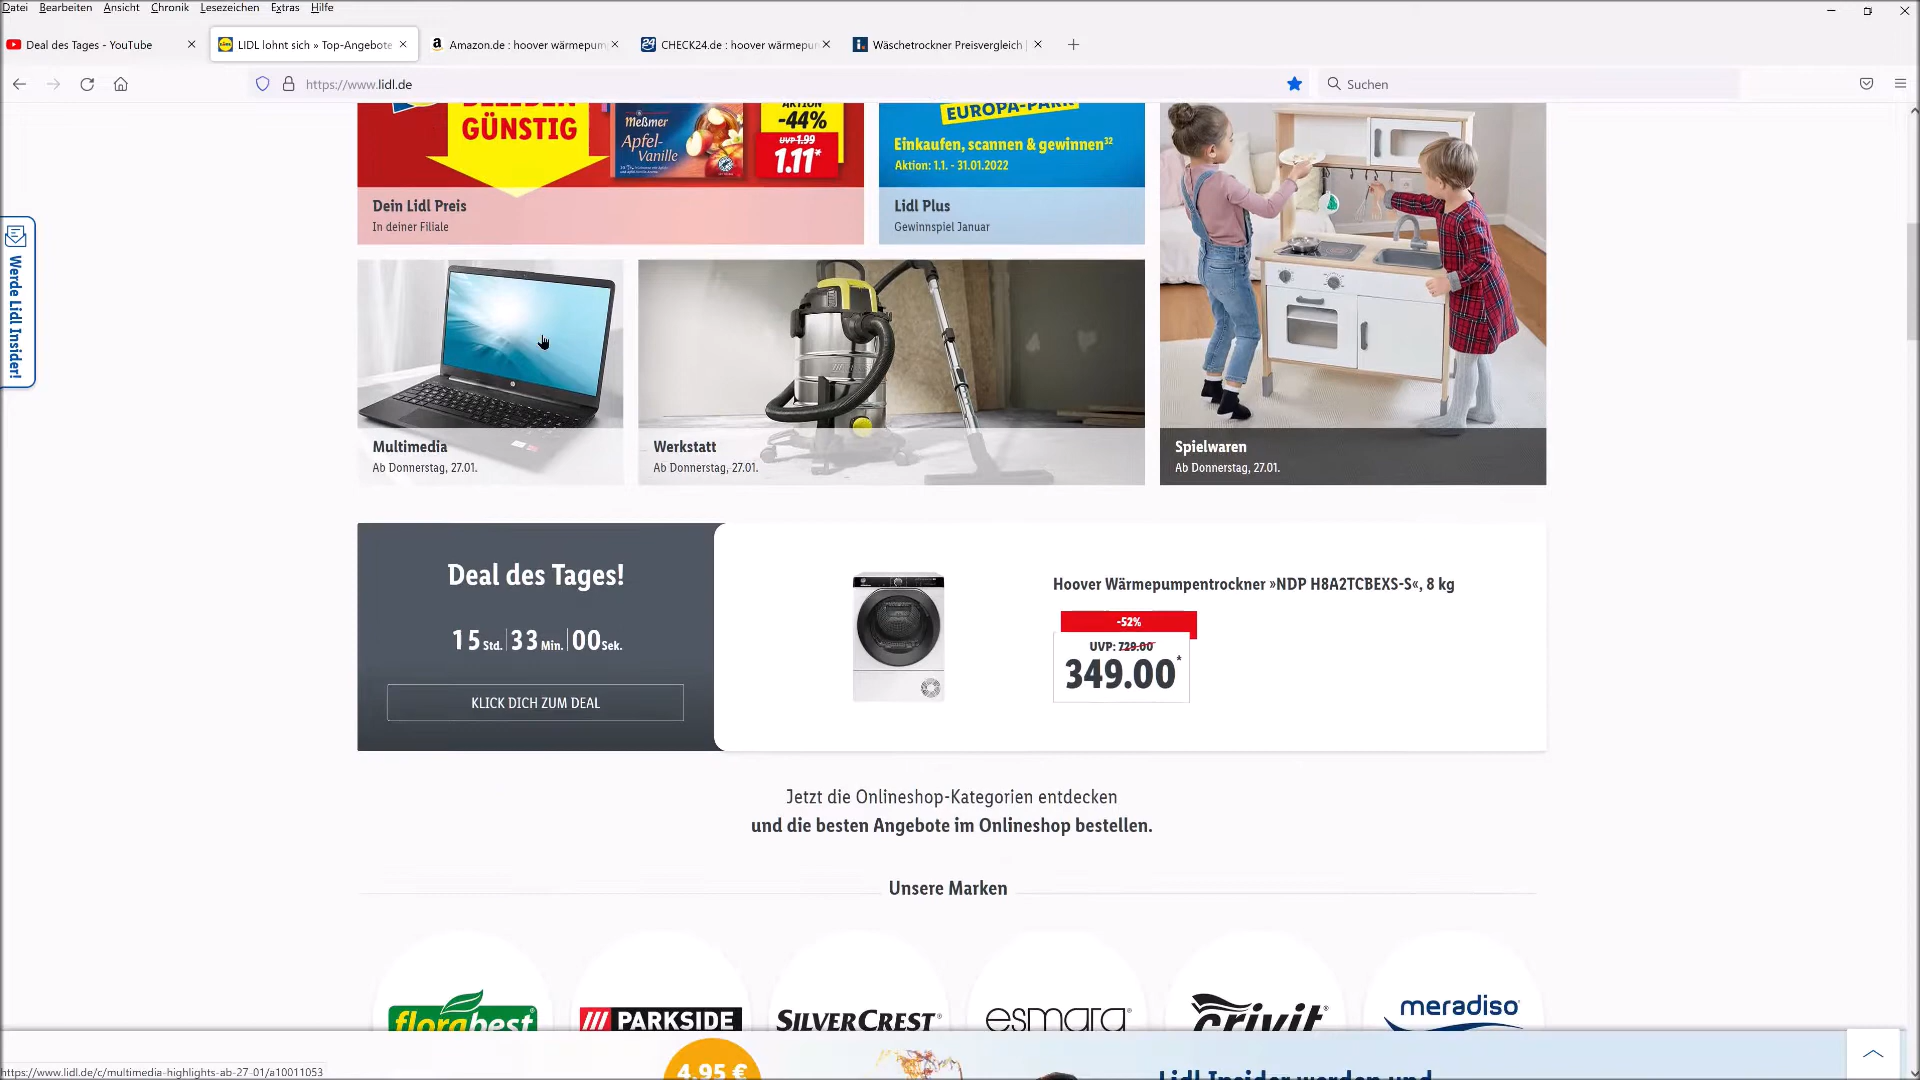 Datei Bearbeiten Ansicht Chronik Lesezeichen Extras Hilfe
Deal des Tages - YouTube
LIDL lohnt sich » Top-Angebote
Amazon.de : hoover wärmepum
CHECK24.de : hoover wärmepu
Wäschetrockner Preisvergleich
https://www.lidl.de
Suchen
GÜNSTIG
Meßmer
Apfel-
Vanille
AKTION
-44%
UVP 1.99
1.11*
Dein Lidl Preis
In deiner Filiale
EUROPA-PARK
Einkaufen, scannen & gewinnen³²
Aktion: 1.1. - 31.01.2022
Lidl Plus
Gewinnspiel Januar
Werde Lidl Insider!
Multimedia
Ab Donnerstag, 27.01.
Werkstatt
Ab Donnerstag, 27.01.
Spielwaren
Ab Donnerstag, 27.01.
Deal des Tages!
15 Std. 33 Min. 00 Sek.
KLICK DICH ZUM DEAL
Hoover Wärmepumpentrockner »NDP H8A2TCBEXS-S«, 8 kg
-52%
UVP: 729.00
349.00*
Jetzt die Onlineshop-Kategorien entdecken
und die besten Angebote im Onlineshop bestellen.
Unsere Marken
florabest
PARKSIDE
SILVERCREST®
esmara®
crivit®
meradiso®
4.95 €
Lidl Insider werden und
https://www.lidl.de/c/multimedia-highlights-ab-27-01/a10011053